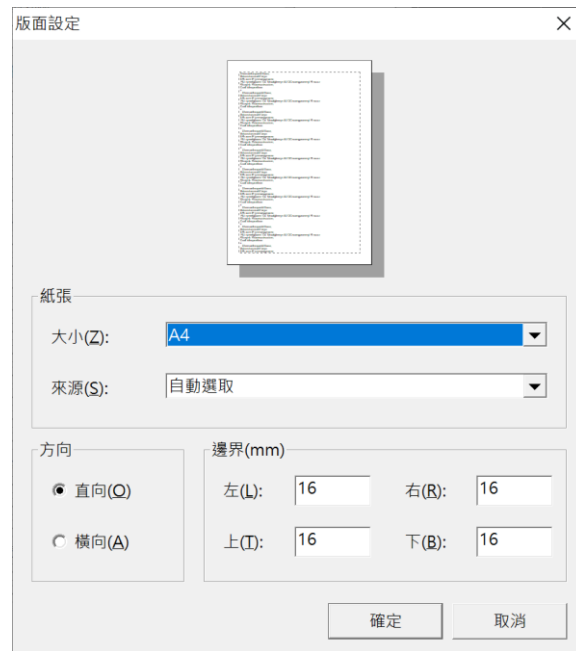 版面設定
紙張
大小(Z): A4
來源(S): 自動選取
方向
直向(O)
橫向(A)
邊界(mm)
左(L): 16 右(R): 16
上(T): 16 下(B): 16
確定 取消